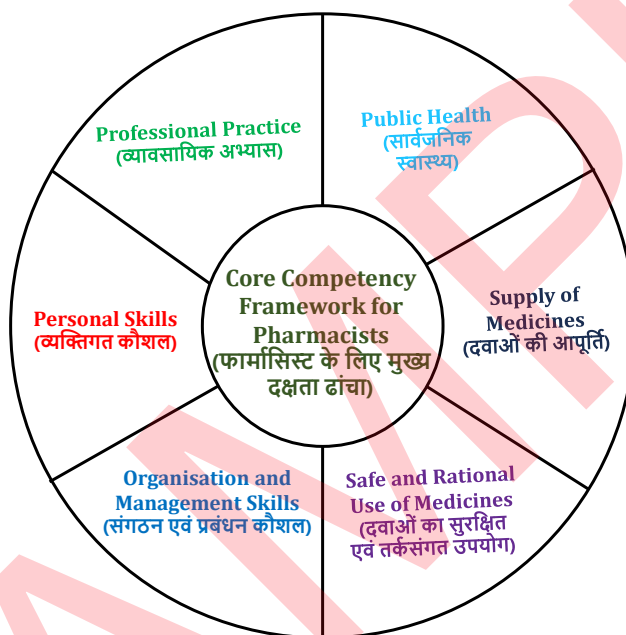 Professional Practice
(व्यावसायिक अभ्यास)
Public Health
(सार्वजनिक
स्वास्थ्य)
Core Competency
Framework for
Pharmacists
(फार्मासिस्ट के लिए मुख्य
दक्षता ढांचा)
Personal Skills
(व्यक्तिगत कौशल)
Supply of
Medicines
(दवाओं की आपूर्ति)
Organisation and
Management Skills
(संगठन एवं प्रबंधन कौशल)
Safe and Rational
Use of Medicines
(दवाओं का सुरक्षित
एवं तर्कसंगत उपयोग)